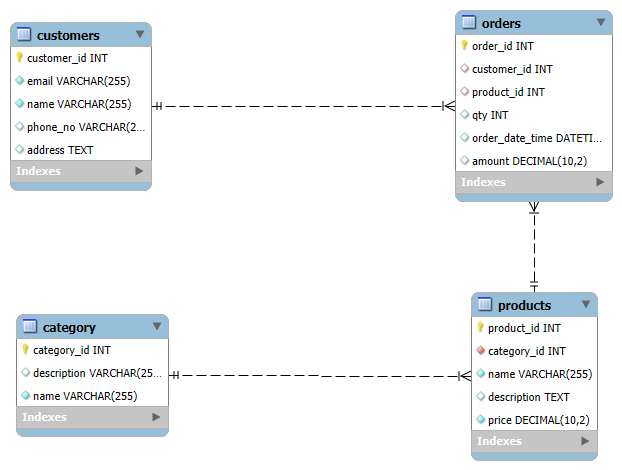 customers
customer_id INT
email VARCHAR(255)
name VARCHAR(255)
phone_no VARCHAR(2...
address TEXT
Indexes
orders
order_id INT
customer_id INT
product_id INT
qty INT
order_date_time DATETI...
amount DECIMAL(10,2)
Indexes
category
category_id INT
description VARCHAR(25...
name VARCHAR(255)
Indexes
products
product_id INT
category_id INT
name VARCHAR(255)
description TEXT
price DECIMAL(10,2)
Indexes